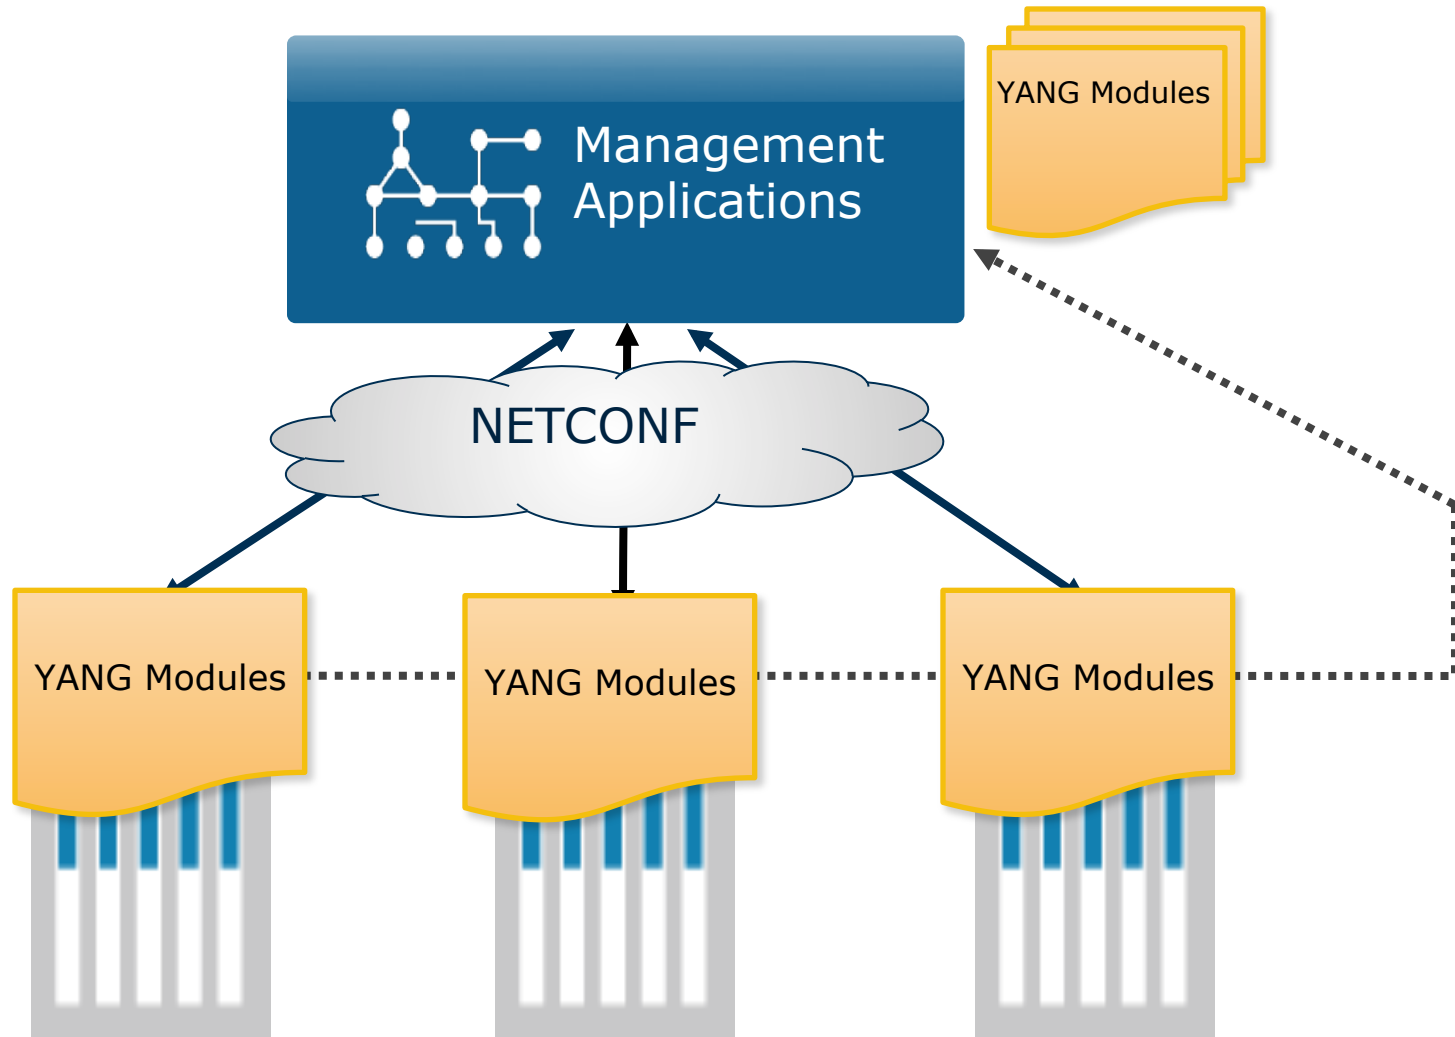 YANG Modules
Management
Applications
NETCONF
YANG Modules
YANG Modules
YANG Modules